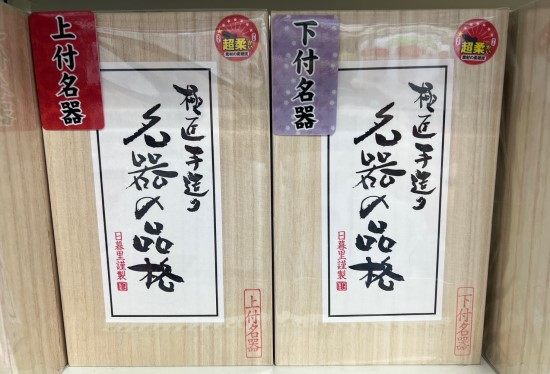 上付名器
超柔
極匠手造り
名器の品格
日暮里謹製
上付名器
下付名器
超柔
極匠手造り
名器の品格
日暮里謹製
下付名器